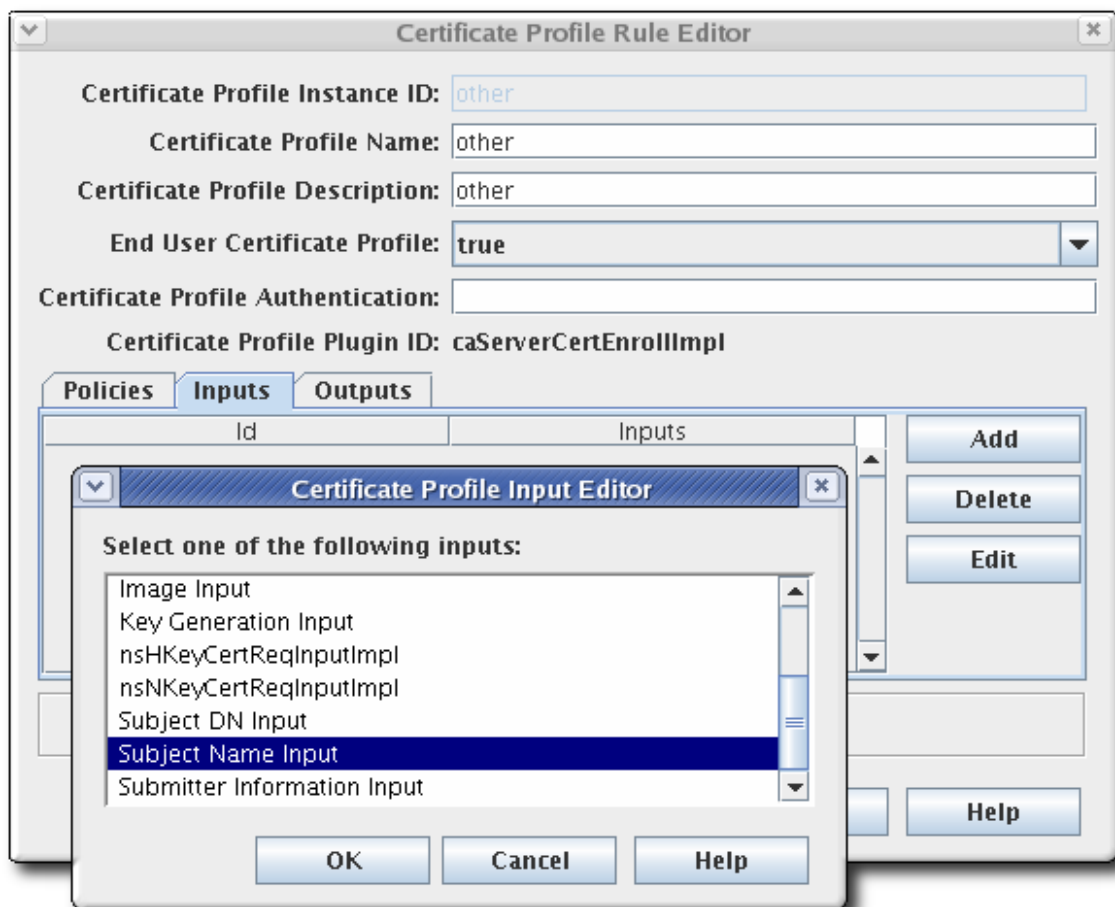 Certificate Profile Rule Editor
Certificate Profile Instance ID: other
Certificate Profile Name: other
Certificate Profile Description: other
End User Certificate Profile: true
Certificate Profile Authentication:
Certificate Profile Plugin ID: caServerCertEnrollImpl
Policies Inputs Outputs
Id Inputs
Add
Delete
Edit
Certificate Profile Input Editor
Select one of the following inputs:
Image Input
Key Generation Input
nsHKeyCertReqInputImpl
nsNKeyCertReqInputImpl
Subject DN Input
Subject Name Input
Submitter Information Input
OK Cancel Help
Help